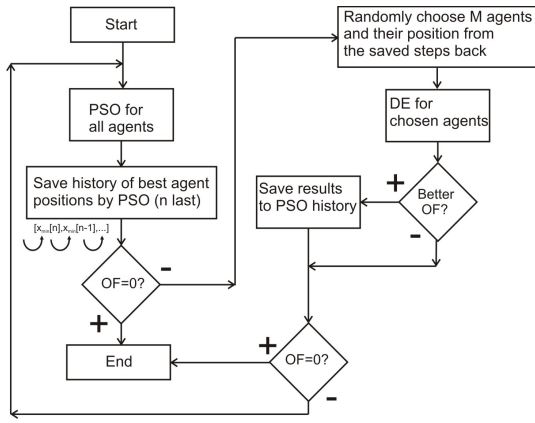 Start
PSO for
all agents
Save history of best agent
positions by PSO (n last)
[xₘᵢₙ[n],xₘᵢₙ[n-1],...]
OF=0?
-
+
End
Randomly choose M agents
and their position from
the saved steps back
DE for
chosen agents
Better
OF?
+
-
Save results
to PSO history
OF=0?
+
-